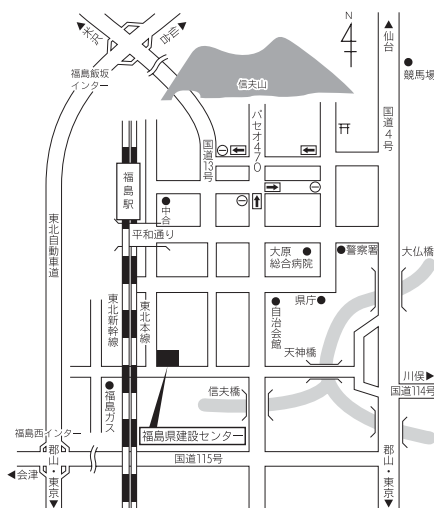 N
米沢
仙台
▲仙台
福島飯坂
インター
信夫山
競馬場
パセオ470
国道4号
国道13号
福島駅
中合
平和通り
東北自動車道
大原
総合病院
警察署
大仏橋
東北新幹線
東北本線
県庁
自治会館
天神橋
川俣▶
国道114号
福島ガス
信夫橋
福島西インター
福島県建設センター
国道115号
◀会津
郡山・東京▼
郡山・東京▼